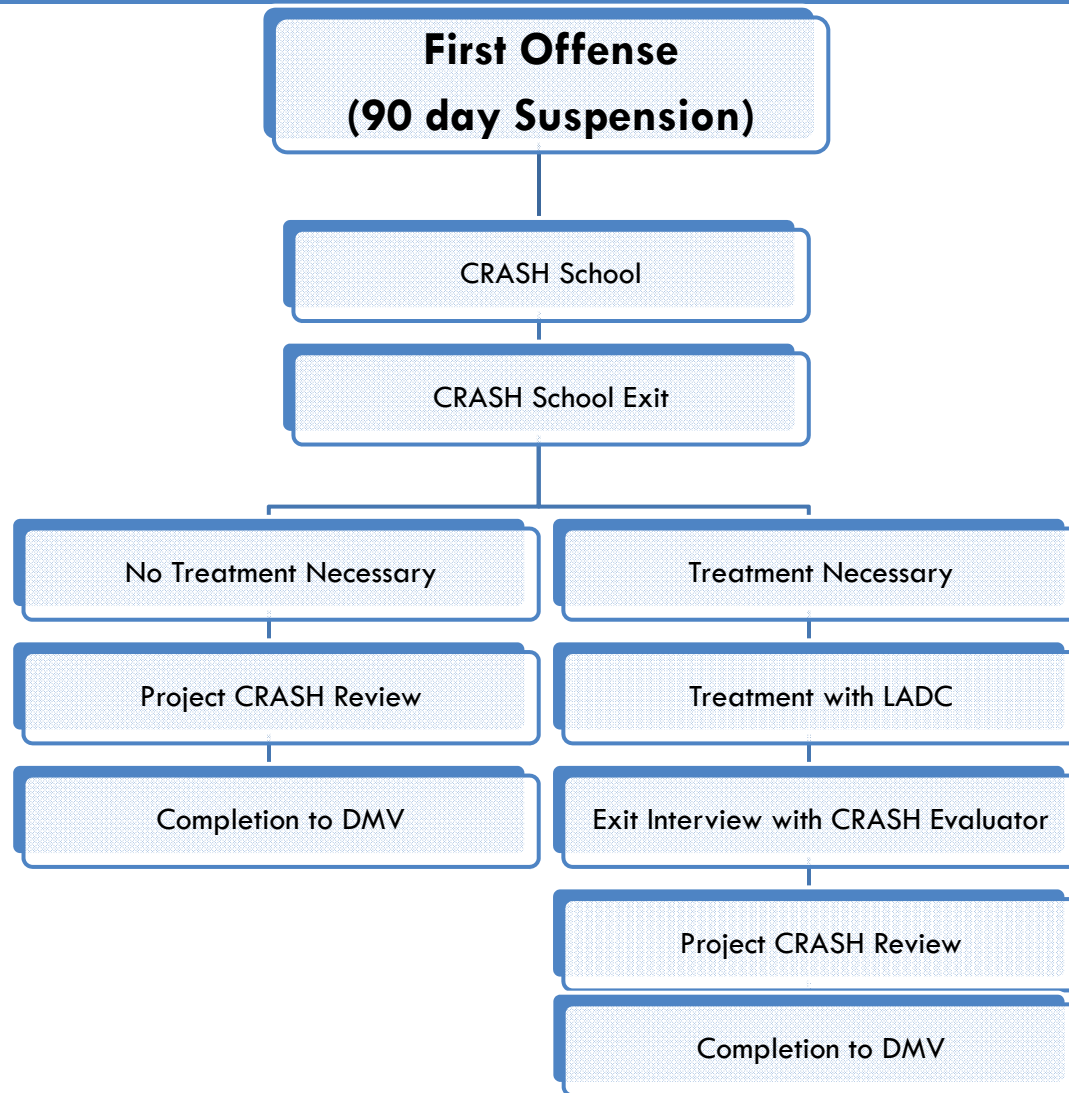 First Offense
(90 day Suspension)
CRASH School
CRASH School Exit
No Treatment Necessary
Project CRASH Review
Completion to DMV
Treatment Necessary
Treatment with LADC
Exit Interview with CRASH Evaluator
Project CRASH Review
Completion to DMV